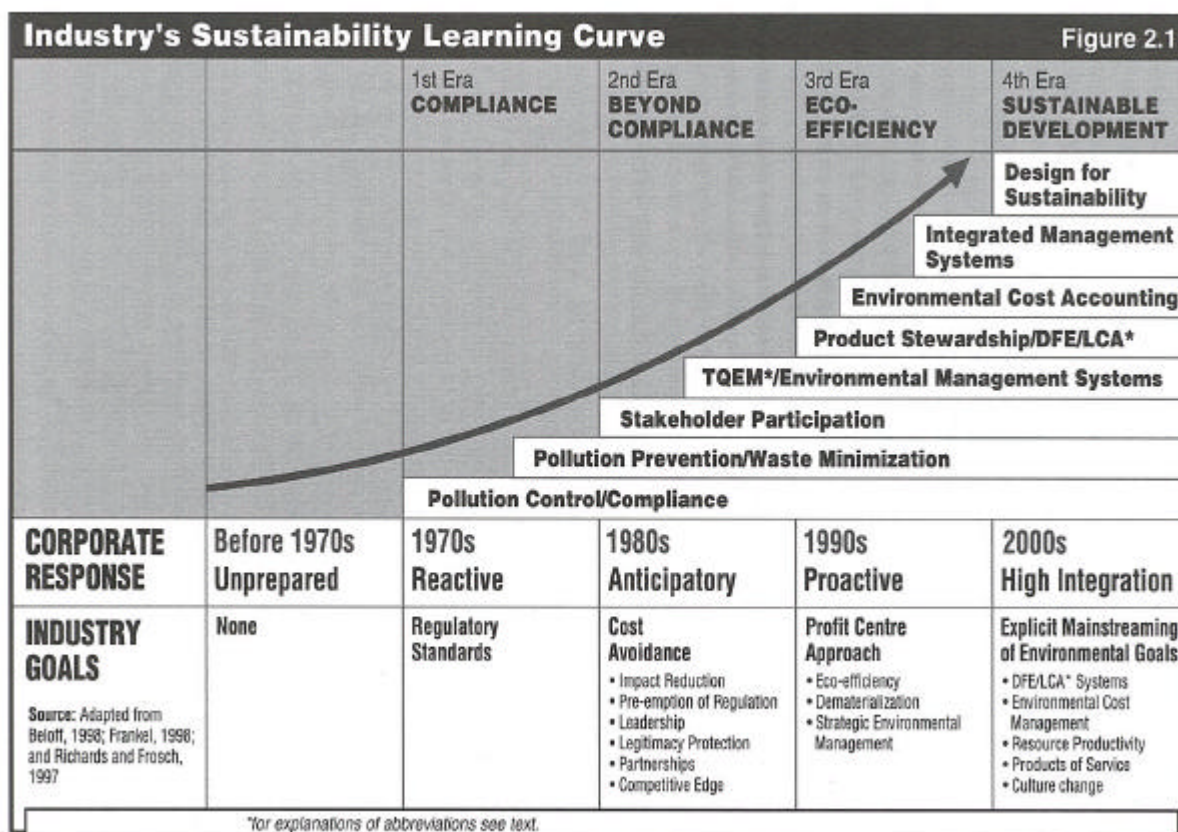 Industry's Sustainability Learning Curve
Figure 2.1
1st Era
COMPLIANCE
2nd Era
BEYOND
COMPLIANCE
3rd Era
ECO-
EFFICIENCY
4th Era
SUSTAINABLE
DEVELOPMENT
Design for
Sustainability
Integrated Management
Systems
Environmental Cost Accounting
Product Stewardship/DFE/LCA*
TQEM*/Environmental Management Systems
Stakeholder Participation
Pollution Prevention/Waste Minimization
Pollution Control/Compliance
CORPORATE
RESPONSE
Before 1970s
Unprepared
1970s
Reactive
1980s
Anticipatory
1990s
Proactive
2000s
High Integration
INDUSTRY
GOALS
Source: Adapted from
Beloff, 1998; Frankel, 1998;
and Richards and Frosch,
1997
None
Regulatory
Standards
Cost
Avoidance
• Impact Reduction
• Pre-emption of Regulation
• Leadership
• Legitimacy Protection
• Partnerships
• Competitive Edge
Profit Centre
Approach
• Eco-efficiency
• Dematerialization
• Strategic Environmental
Management
Explicit Mainstreaming
of Environmental Goals
• DFE/LCA* Systems
• Environmental Cost
Management
• Resource Productivity
• Products of Service
• Culture change
*for explanations of abbreviations see text.